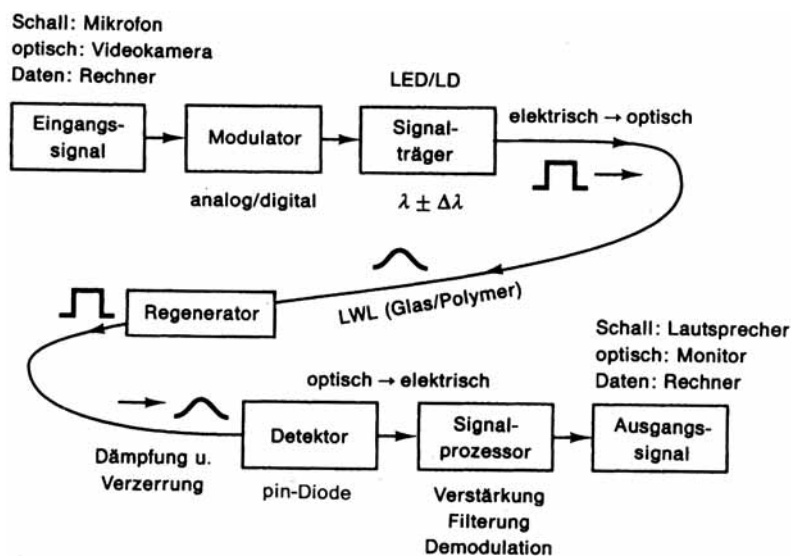 Schall: Mikrofon
optisch: Videokamera
Daten: Rechner
LED/LD
Eingangs-
signal
Modulator
Signal-
träger
elektrisch → optisch
analog/digital
λ ± Δλ
Regenerator
LWL (Glas/Polymer)
Schall: Lautsprecher
optisch: Monitor
Daten: Rechner
optisch → elektrisch
Detektor
Signal-
prozessor
Ausgangs-
signal
Dämpfung u.
Verzerrung
pin-Diode
Verstärkung
Filterung
Demodulation